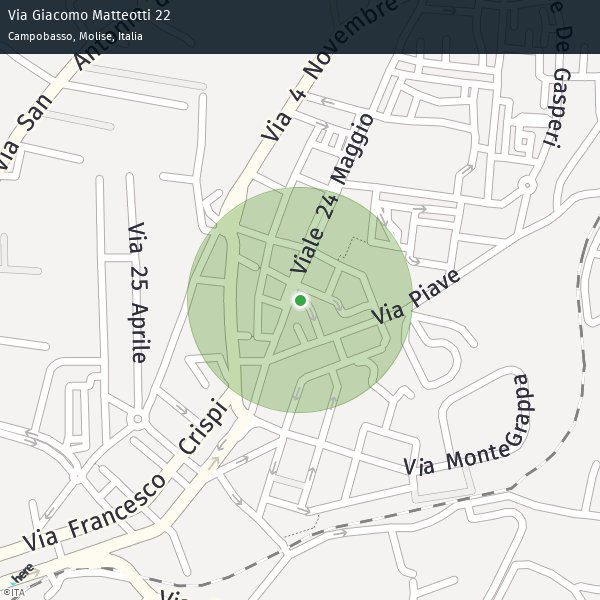 Via Giacomo Matteotti 22
Campobasso, Molise, Italia
Via San
Antonio
Via 4 Novembre
De Gasperi
Viale 24 Maggio
Via 25 Aprile
Via Piave
Via MonteGrappa
Via Francesco Crispi
Via
here
©ITA